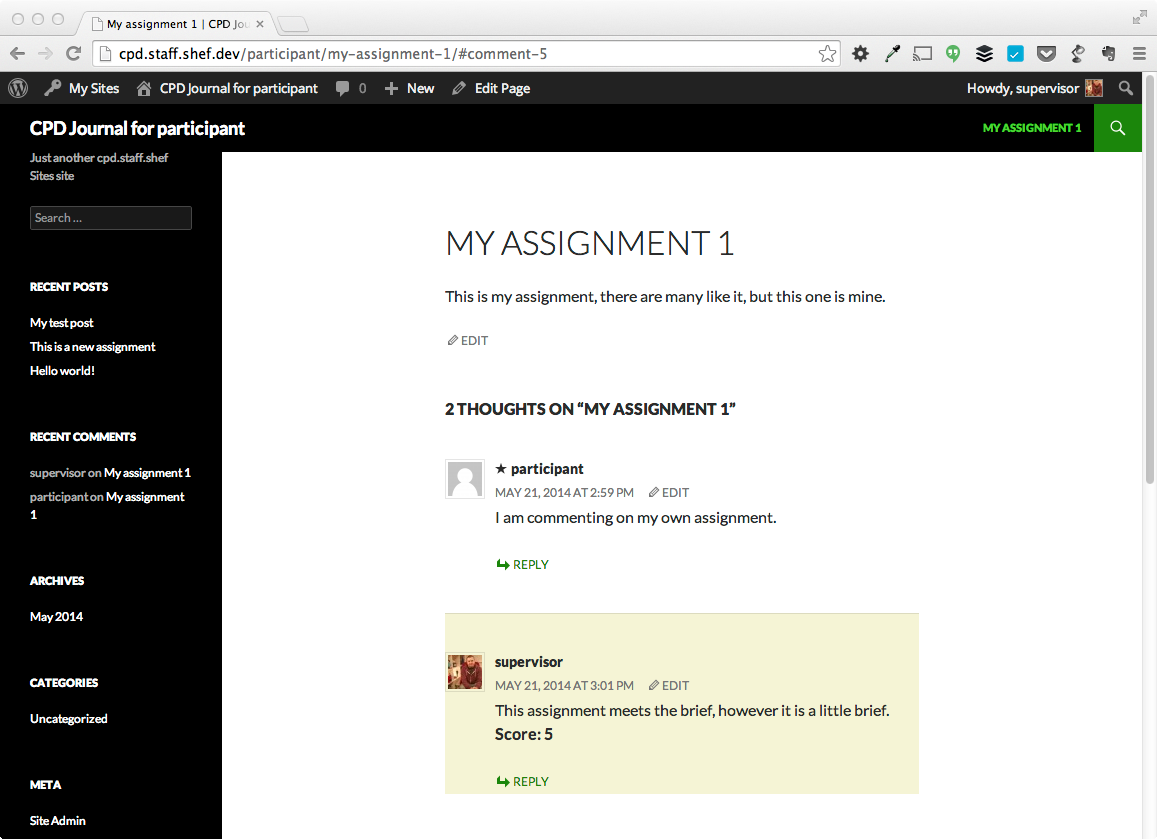 My assignment 1 | CPD Jou
cpd.staff.shef.dev/participant/my-assignment-1/#comment-5
My Sites CPD Journal for participant 0 New Edit Page Howdy, supervisor
CPD Journal for participant MY ASSIGNMENT 1
Just another cpd.staff.shef
Sites site
Search ...
RECENT POSTS
My test post
This is a new assignment
Hello world!
RECENT COMMENTS
supervisor on My assignment 1
participant on My assignment
1
ARCHIVES
May 2014
CATEGORIES
Uncategorized
META
Site Admin
MY ASSIGNMENT 1
This is my assignment, there are many like it, but this one is mine.
EDIT
2 THOUGHTS ON “MY ASSIGNMENT 1”
★ participant
MAY 21, 2014 AT 2:59 PM EDIT
I am commenting on my own assignment.
REPLY
supervisor
MAY 21, 2014 AT 3:01 PM EDIT
This assignment meets the brief, however it is a little brief.
Score: 5
REPLY